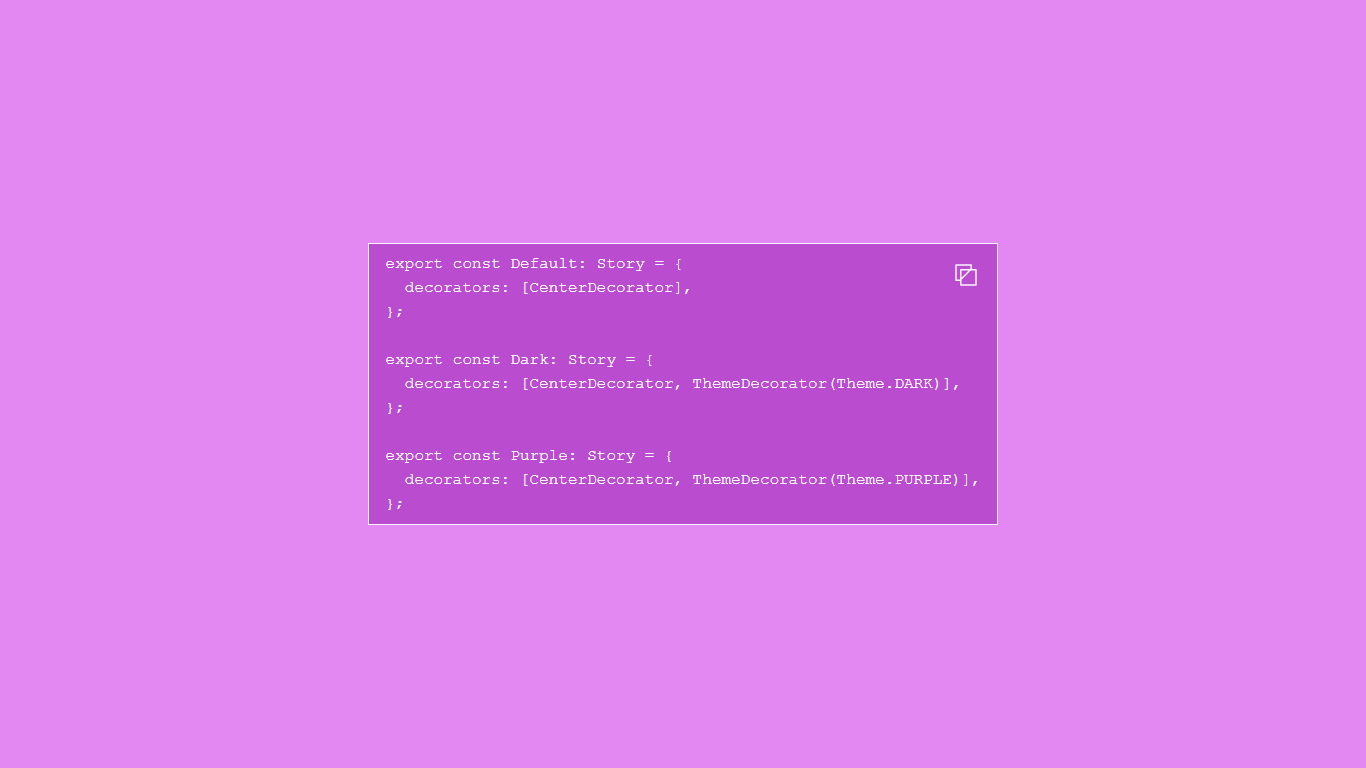 export const Default: Story = {
  decorators: [CenterDecorator],
};

export const Dark: Story = {
  decorators: [CenterDecorator, ThemeDecorator(Theme.DARK)],
};

export const Purple: Story = {
  decorators: [CenterDecorator, ThemeDecorator(Theme.PURPLE)],
};